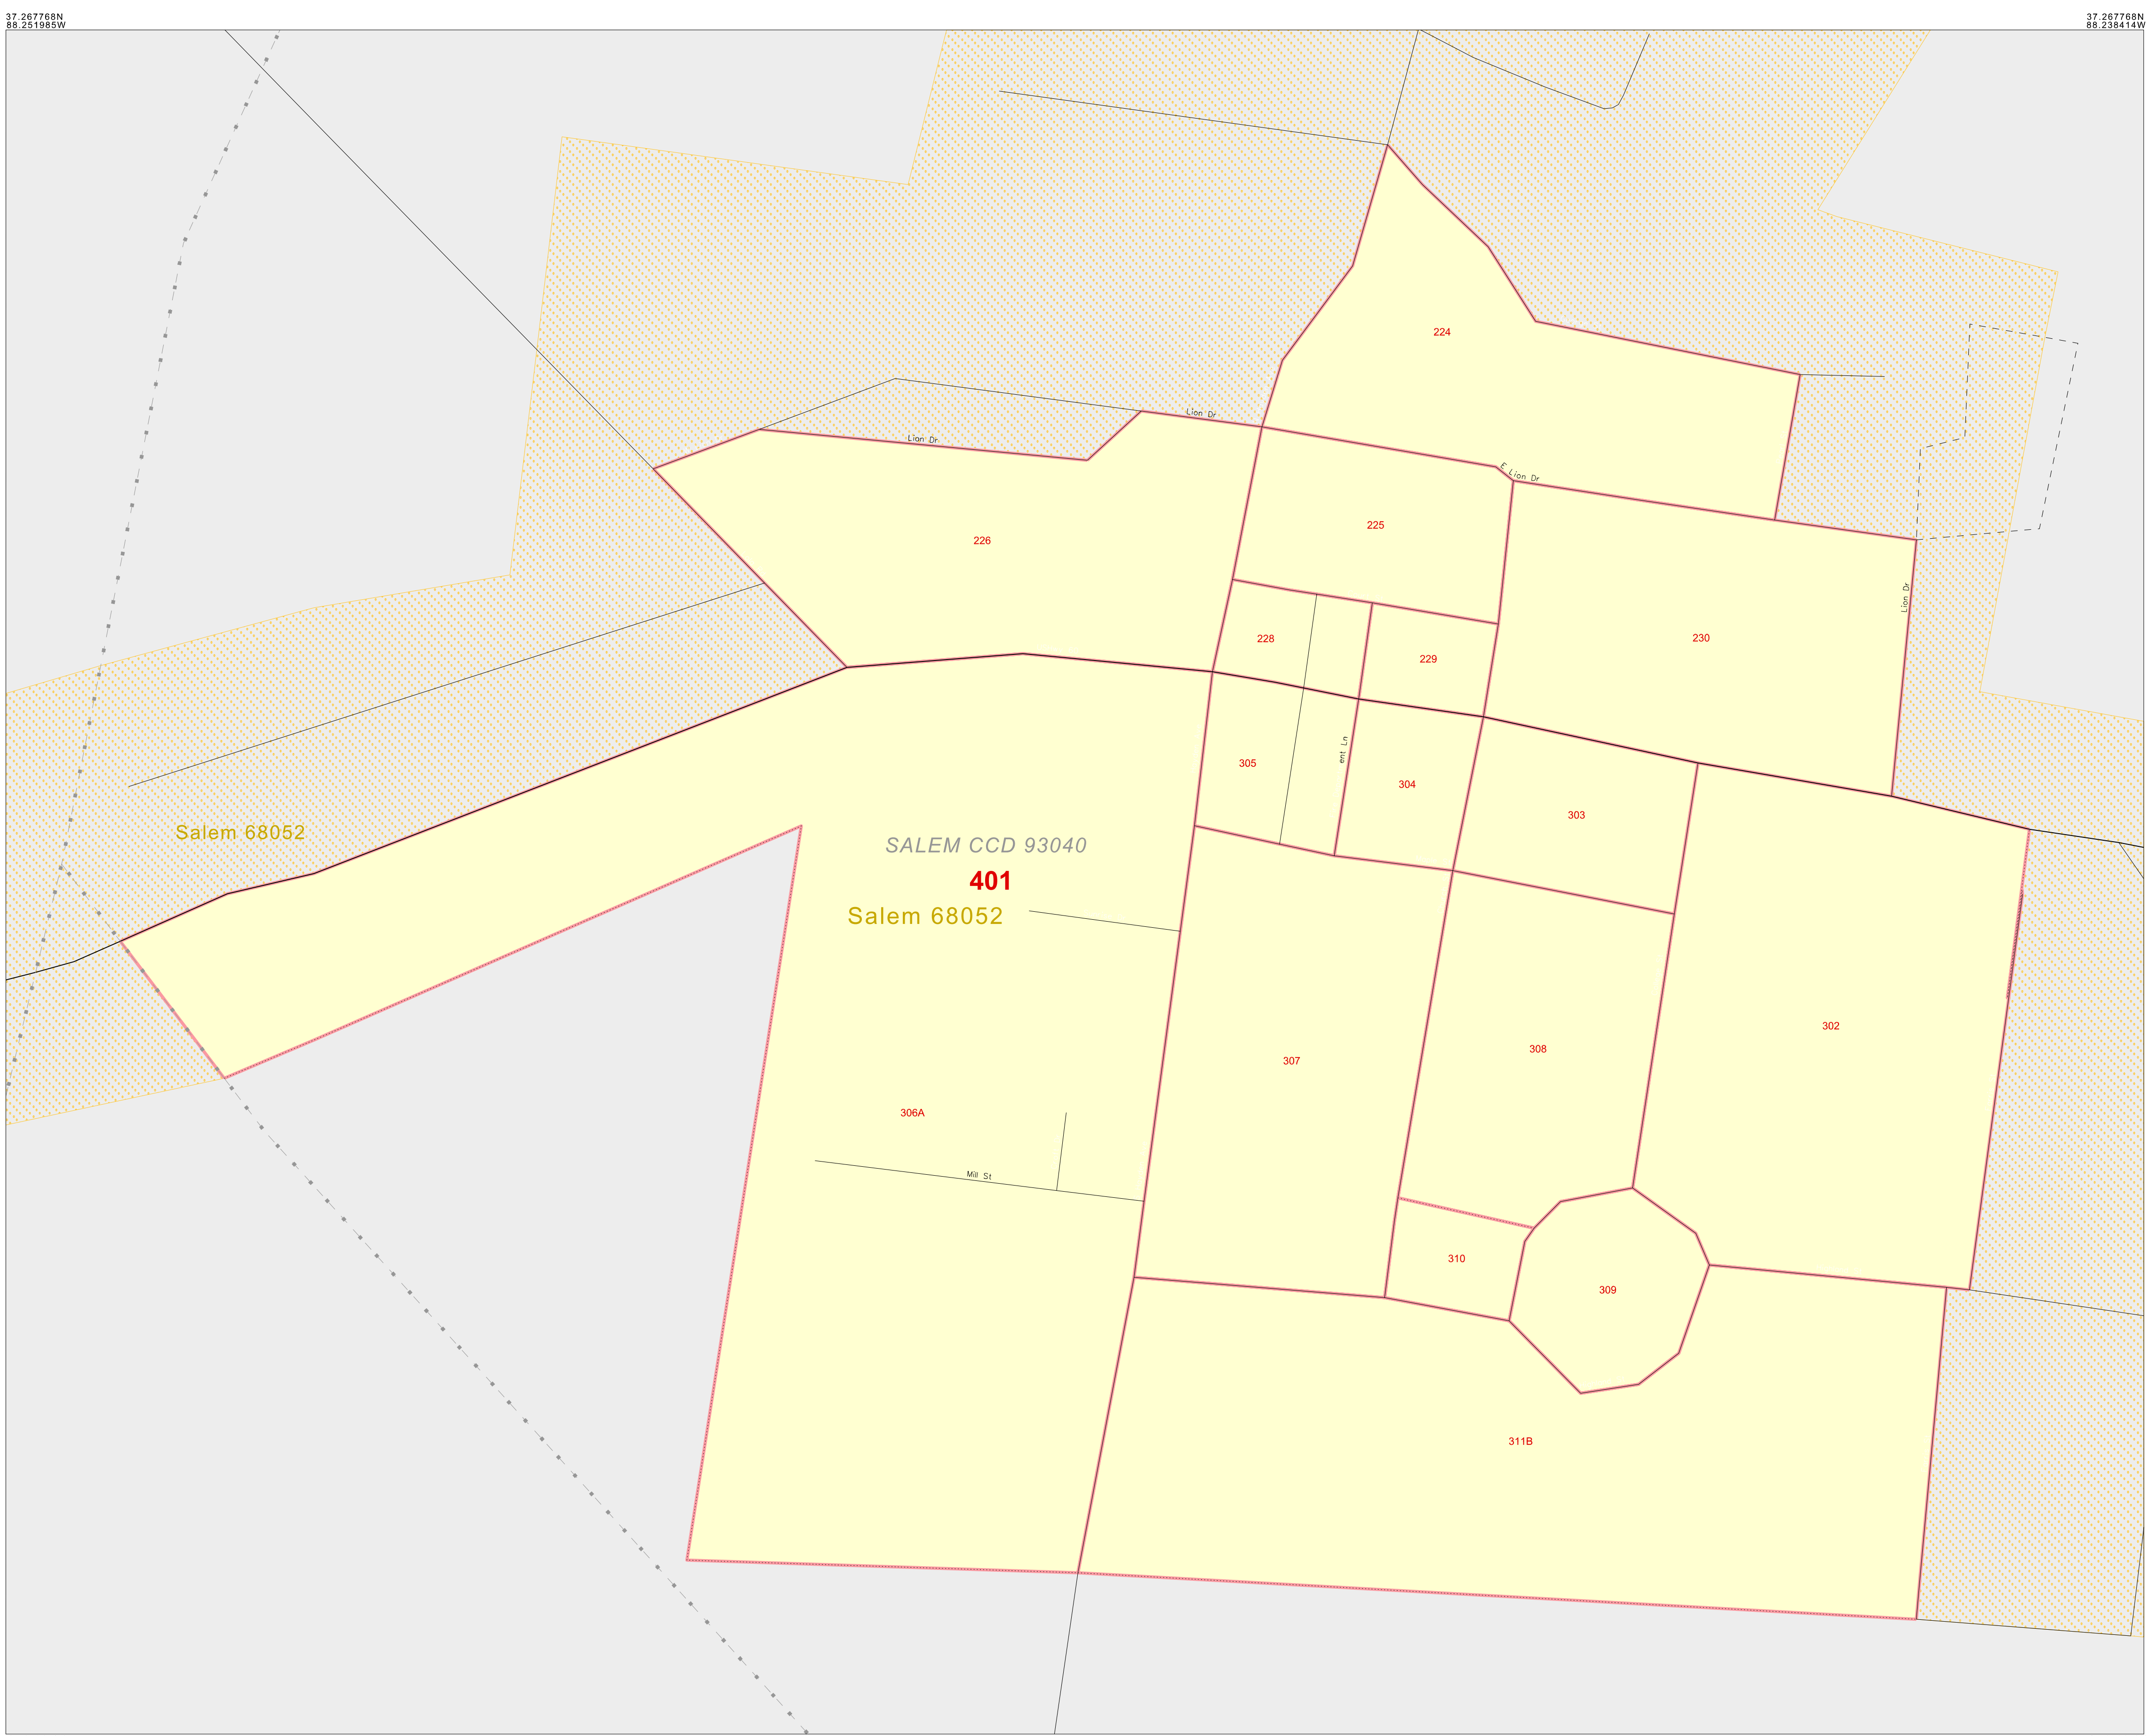 37.267768N
88.251985W
37.267768N
88.238414W
224
Lion Dr
Lion Dr
E Lion Dr
225
226
Lion Dr
228
229
230
ent Ln
305
304
303
Salem 68052
SALEM CCD 93040
401
Salem 68052
302
308
307
306A
Mill St
310
309
311B